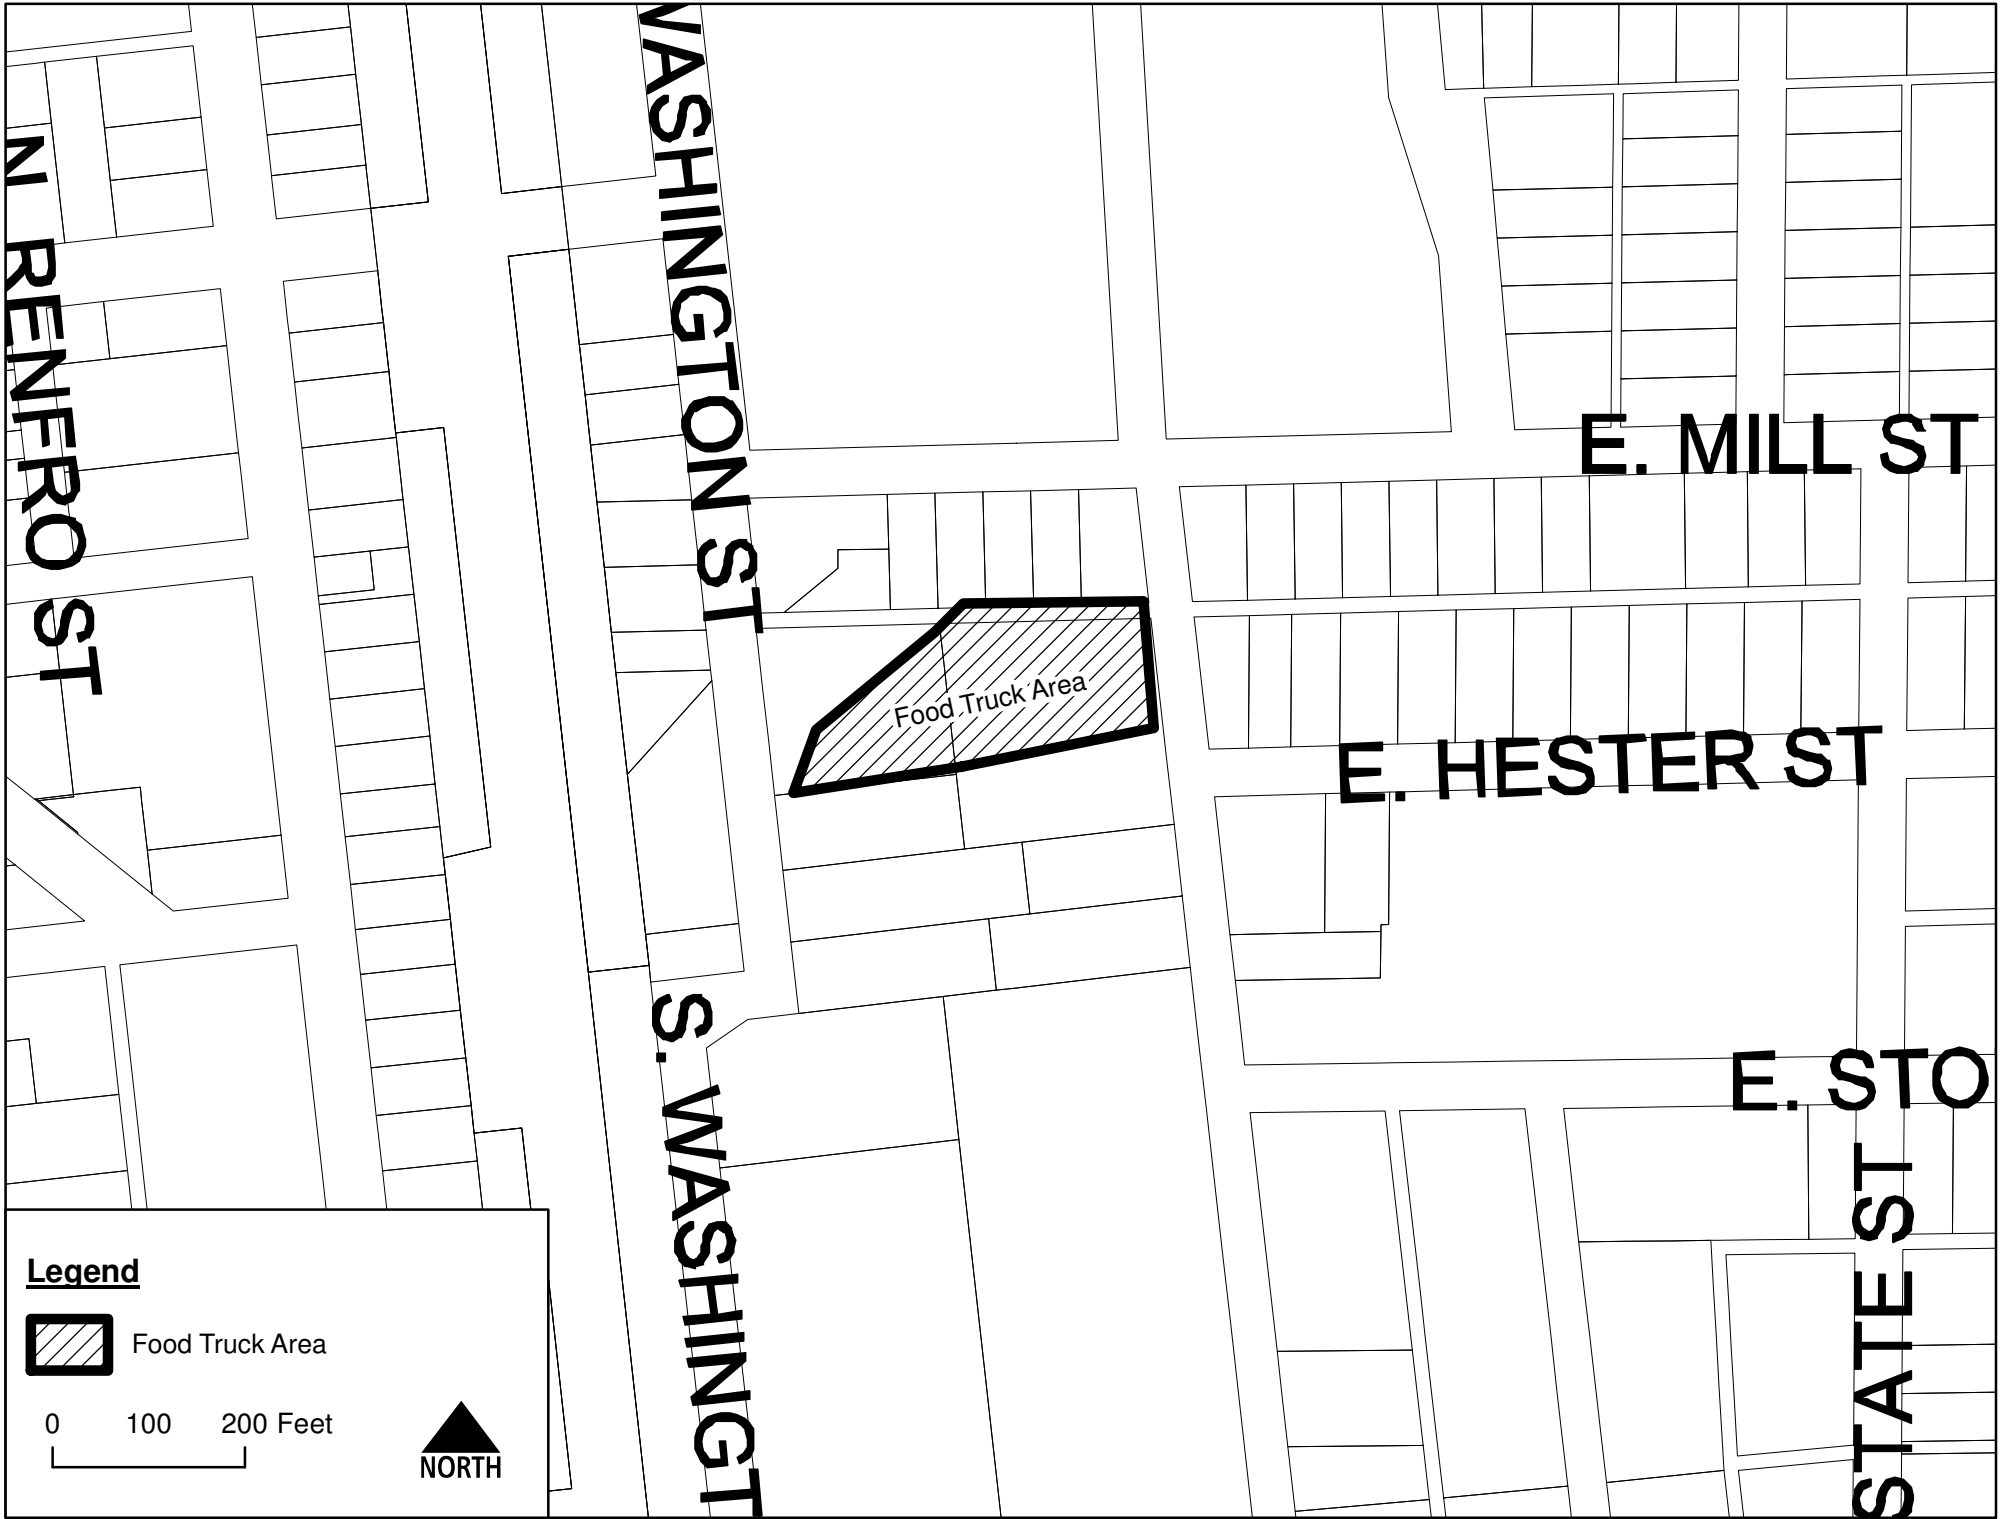 WASHINGTON ST
N RENFRO ST
E. MILL ST
Food Truck Area
E. HESTER ST
S. WASHINGT
E. STO
STATE ST
Legend
Food Truck Area
0 100 200 Feet
NORTH